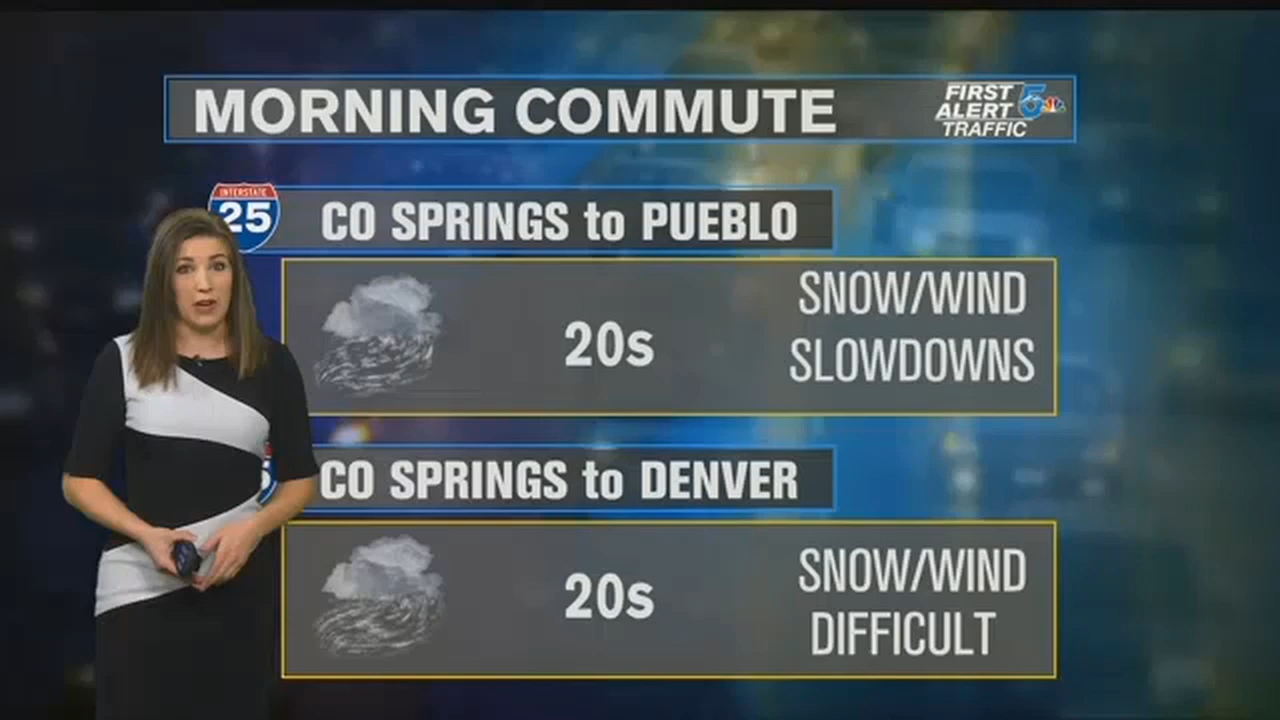 MORNING COMMUTE
FIRST
ALERT 5
TRAFFIC
INTERSTATE
25
CO SPRINGS to PUEBLO
20s
SNOW/WIND
SLOWDOWNS
CO SPRINGS to DENVER
20s
SNOW/WIND
DIFFICULT